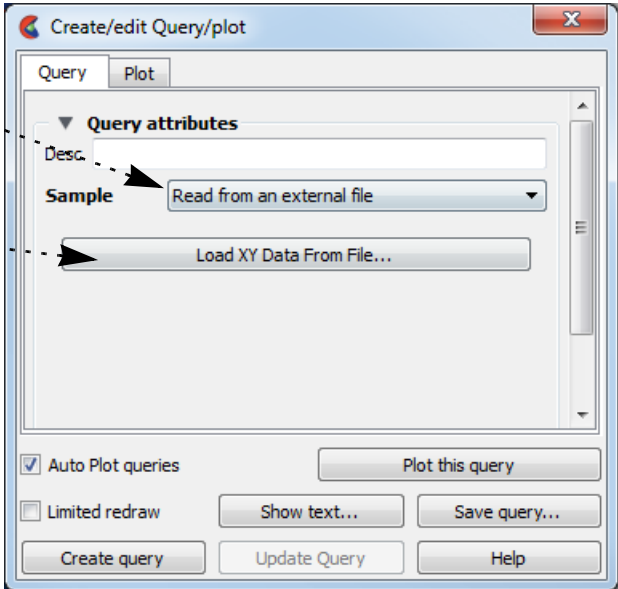 Create/edit Query/plot
Query Plot
Query attributes
Desc.
Sample Read from an external file
Load XY Data From File...
Auto Plot queries Plot this query
Limited redraw Show text... Save query...
Create query Update Query Help